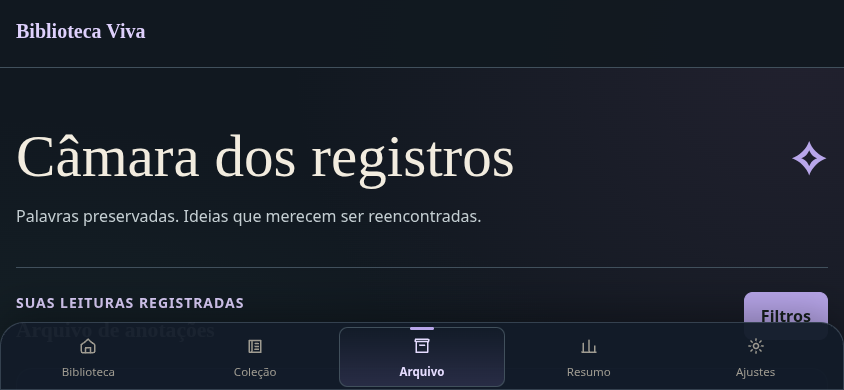 Biblioteca Viva
Câmara dos registros
Palavras preservadas. Ideias que merecem ser reencontradas.
SUAS LEITURAS REGISTRADAS
Arquivo de anotações
Filtros
Biblioteca
Coleção
Arquivo
Resumo
Ajustes